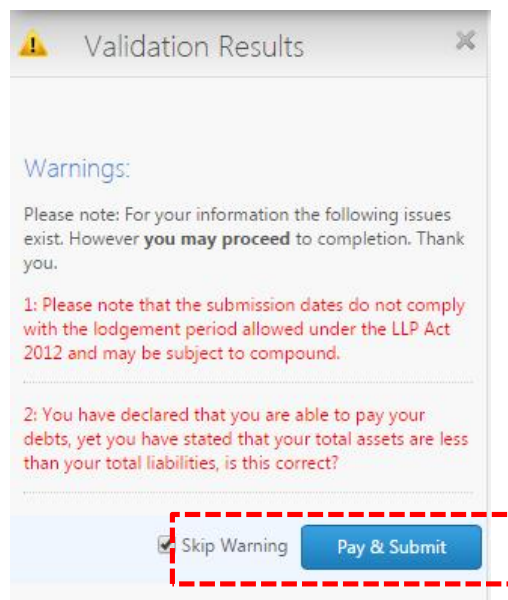 Validation Results
Warnings:
Please note: For your information the following issues
exist. However you may proceed to completion. Thank
you.
1: Please note that the submission dates do not comply
with the lodgement period allowed under the LLP Act
2012 and may be subject to compound.
2: You have declared that you are able to pay your
debts, yet you have stated that your total assets are less
than your total liabilities, is this correct?
Skip Warning Pay & Submit